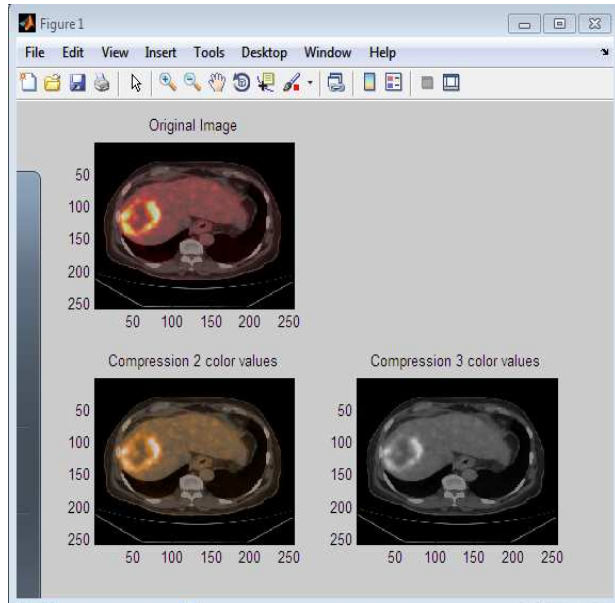 Figure 1
File Edit View Insert Tools Desktop Window Help
Original Image
50
100
150
200
250
50 100 150 200 250
Compression 2 color values
Compression 3 color values
50
100
150
200
250
50 100 150 200 250
50
100
150
200
250
50 100 150 200 250